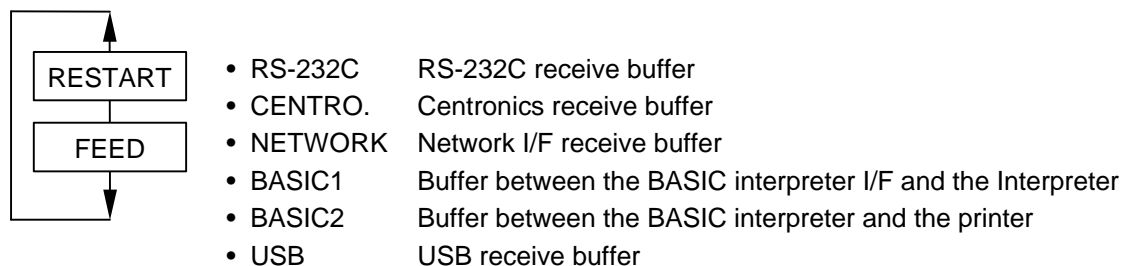 RESTART
FEED
• RS-232C RS-232C receive buffer
• CENTRO. Centronics receive buffer
• NETWORK Network I/F receive buffer
• BASIC1 Buffer between the BASIC interpreter I/F and the Interpreter
• BASIC2 Buffer between the BASIC interpreter and the printer
• USB USB receive buffer